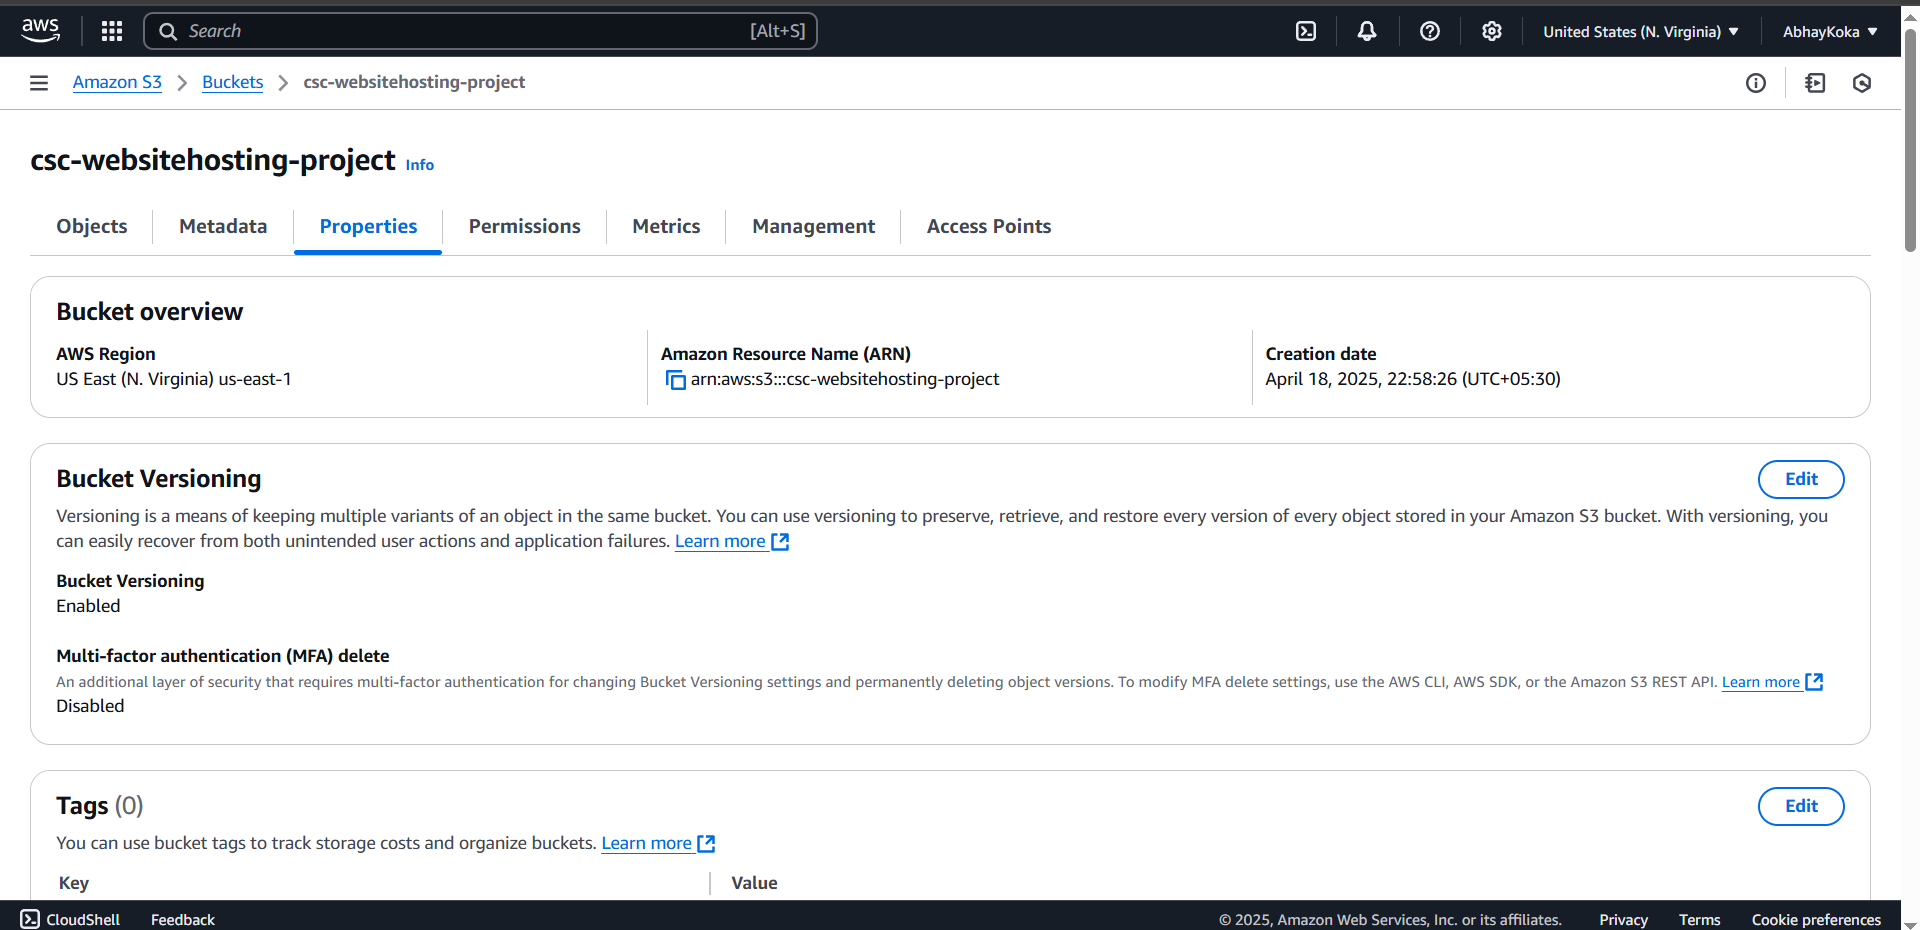 aws Search [Alt+S] United States (N. Virginia) AbhayKoka
Amazon S3 Buckets csc-websitehosting-project
csc-websitehosting-project Info
Objects Metadata Properties Permissions Metrics Management Access Points
Bucket overview
AWS Region Amazon Resource Name (ARN) Creation date
US East (N. Virginia) us-east-1 arn:aws:s3:::csc-websitehosting-project April 18, 2025, 22:58:26 (UTC+05:30)
Bucket Versioning Edit
Versioning is a means of keeping multiple variants of an object in the same bucket. You can use versioning to preserve, retrieve, and restore every version of every object stored in your Amazon S3 bucket. With versioning, you
can easily recover from both unintended user actions and application failures. Learn more
Bucket Versioning
Enabled
Multi-factor authentication (MFA) delete
An additional layer of security that requires multi-factor authentication for changing Bucket Versioning settings and permanently deleting object versions. To modify MFA delete settings, use the AWS CLI, AWS SDK, or the Amazon S3 REST API. Learn more
Disabled
Tags (0) Edit
You can use bucket tags to track storage costs and organize buckets. Learn more
Key Value
CloudShell Feedback © 2025, Amazon Web Services, Inc. or its affiliates. Privacy Terms Cookie preferences